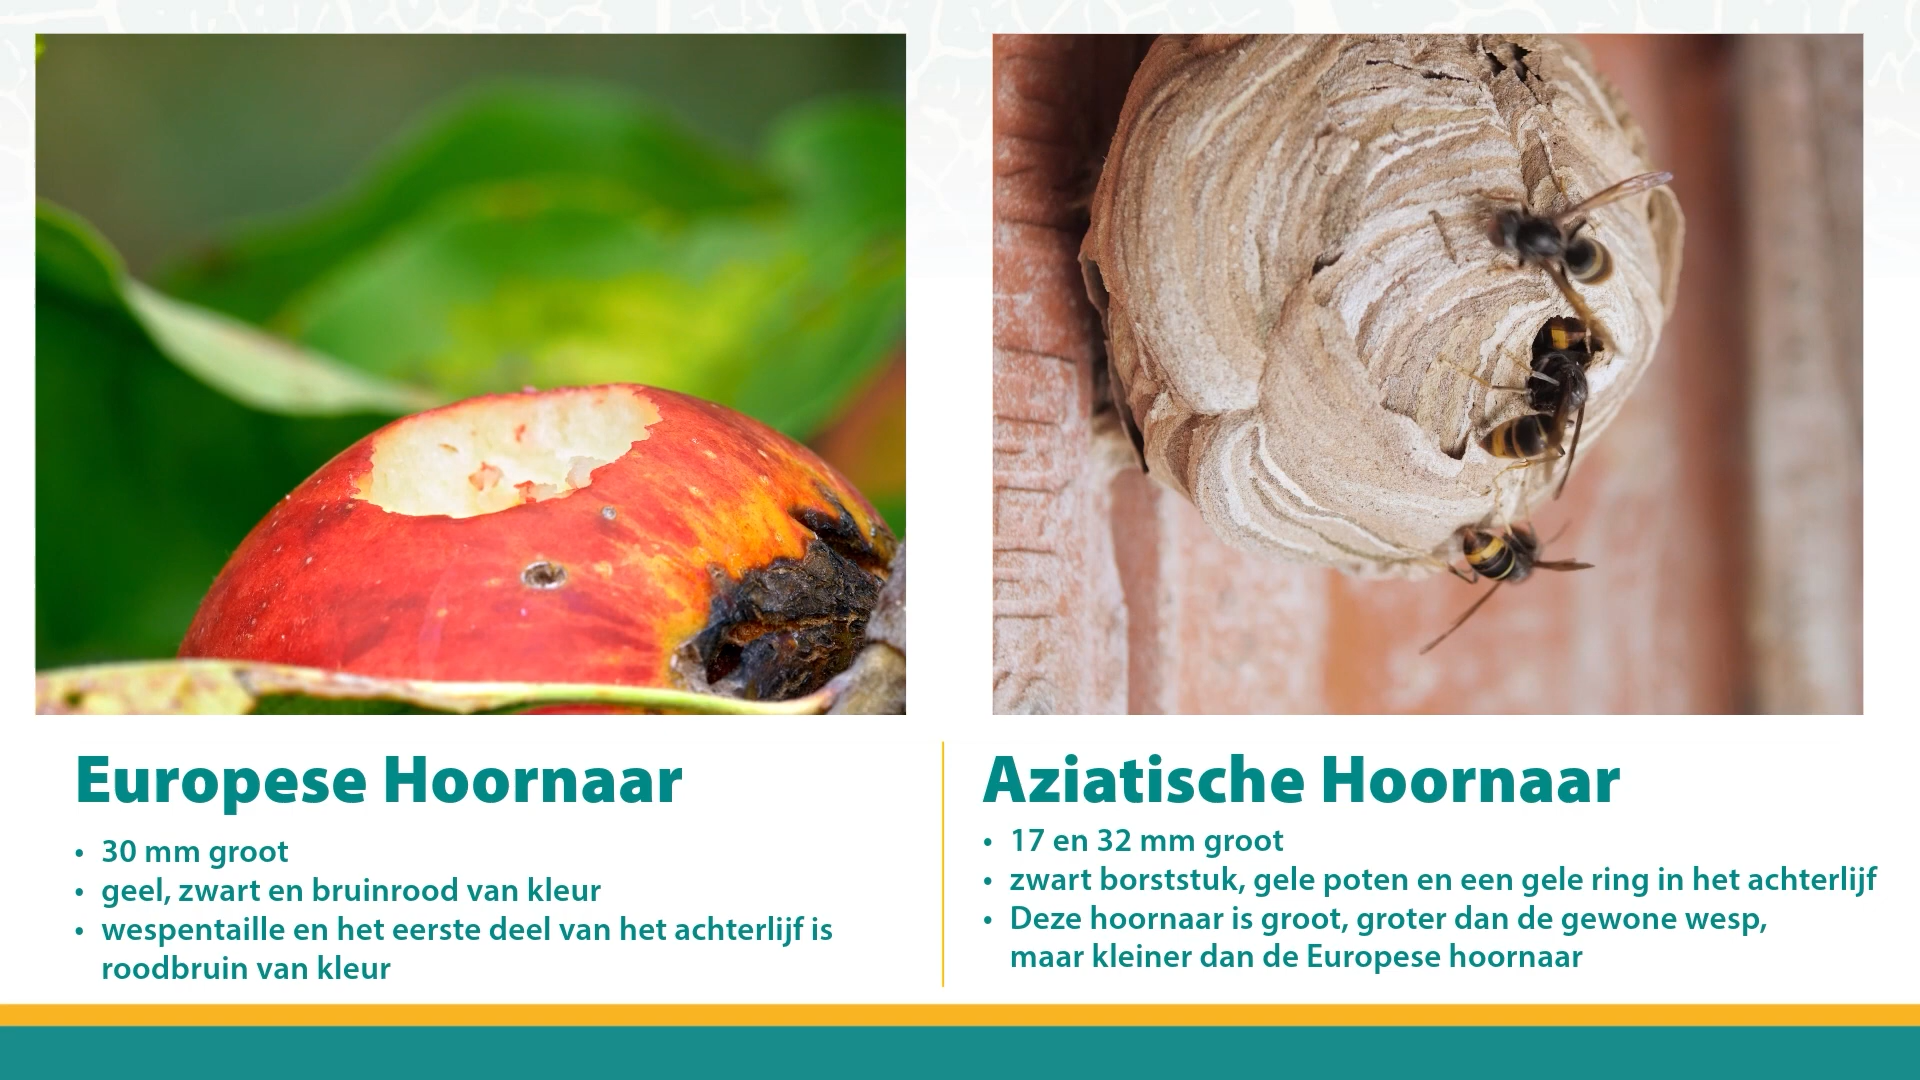 Europese Hoornaar
• 30 mm groot
• geel, zwart en bruinrood van kleur
• wespentaille en het eerste deel van het achterlijf is
roodbruin van kleur
Aziatische Hoornaar
• 17 en 32 mm groot
• zwart borststuk, gele poten en een gele ring in het achterlijf
• Deze hoornaar is groot, groter dan de gewone wesp,
maar kleiner dan de Europese hoornaar